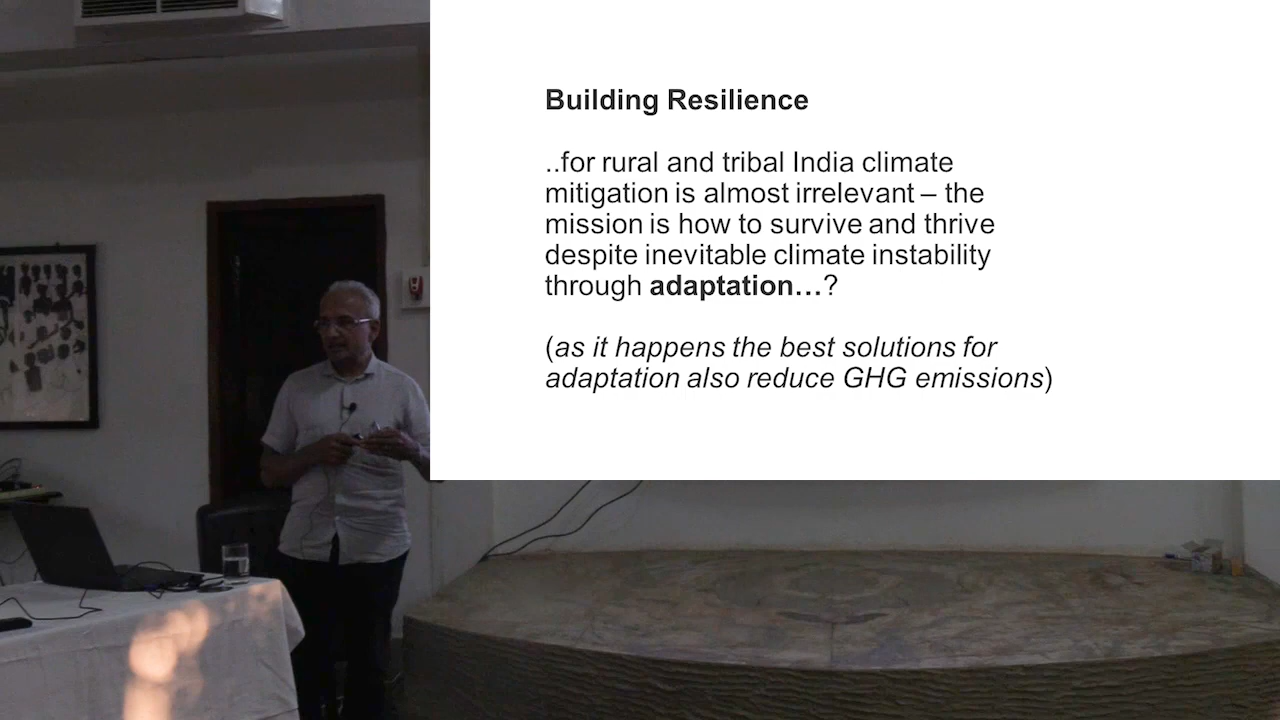 Building Resilience
..for rural and tribal India climate
mitigation is almost irrelevant – the
mission is how to survive and thrive
despite inevitable climate instability
through adaptation…?
(as it happens the best solutions for
adaptation also reduce GHG emissions)